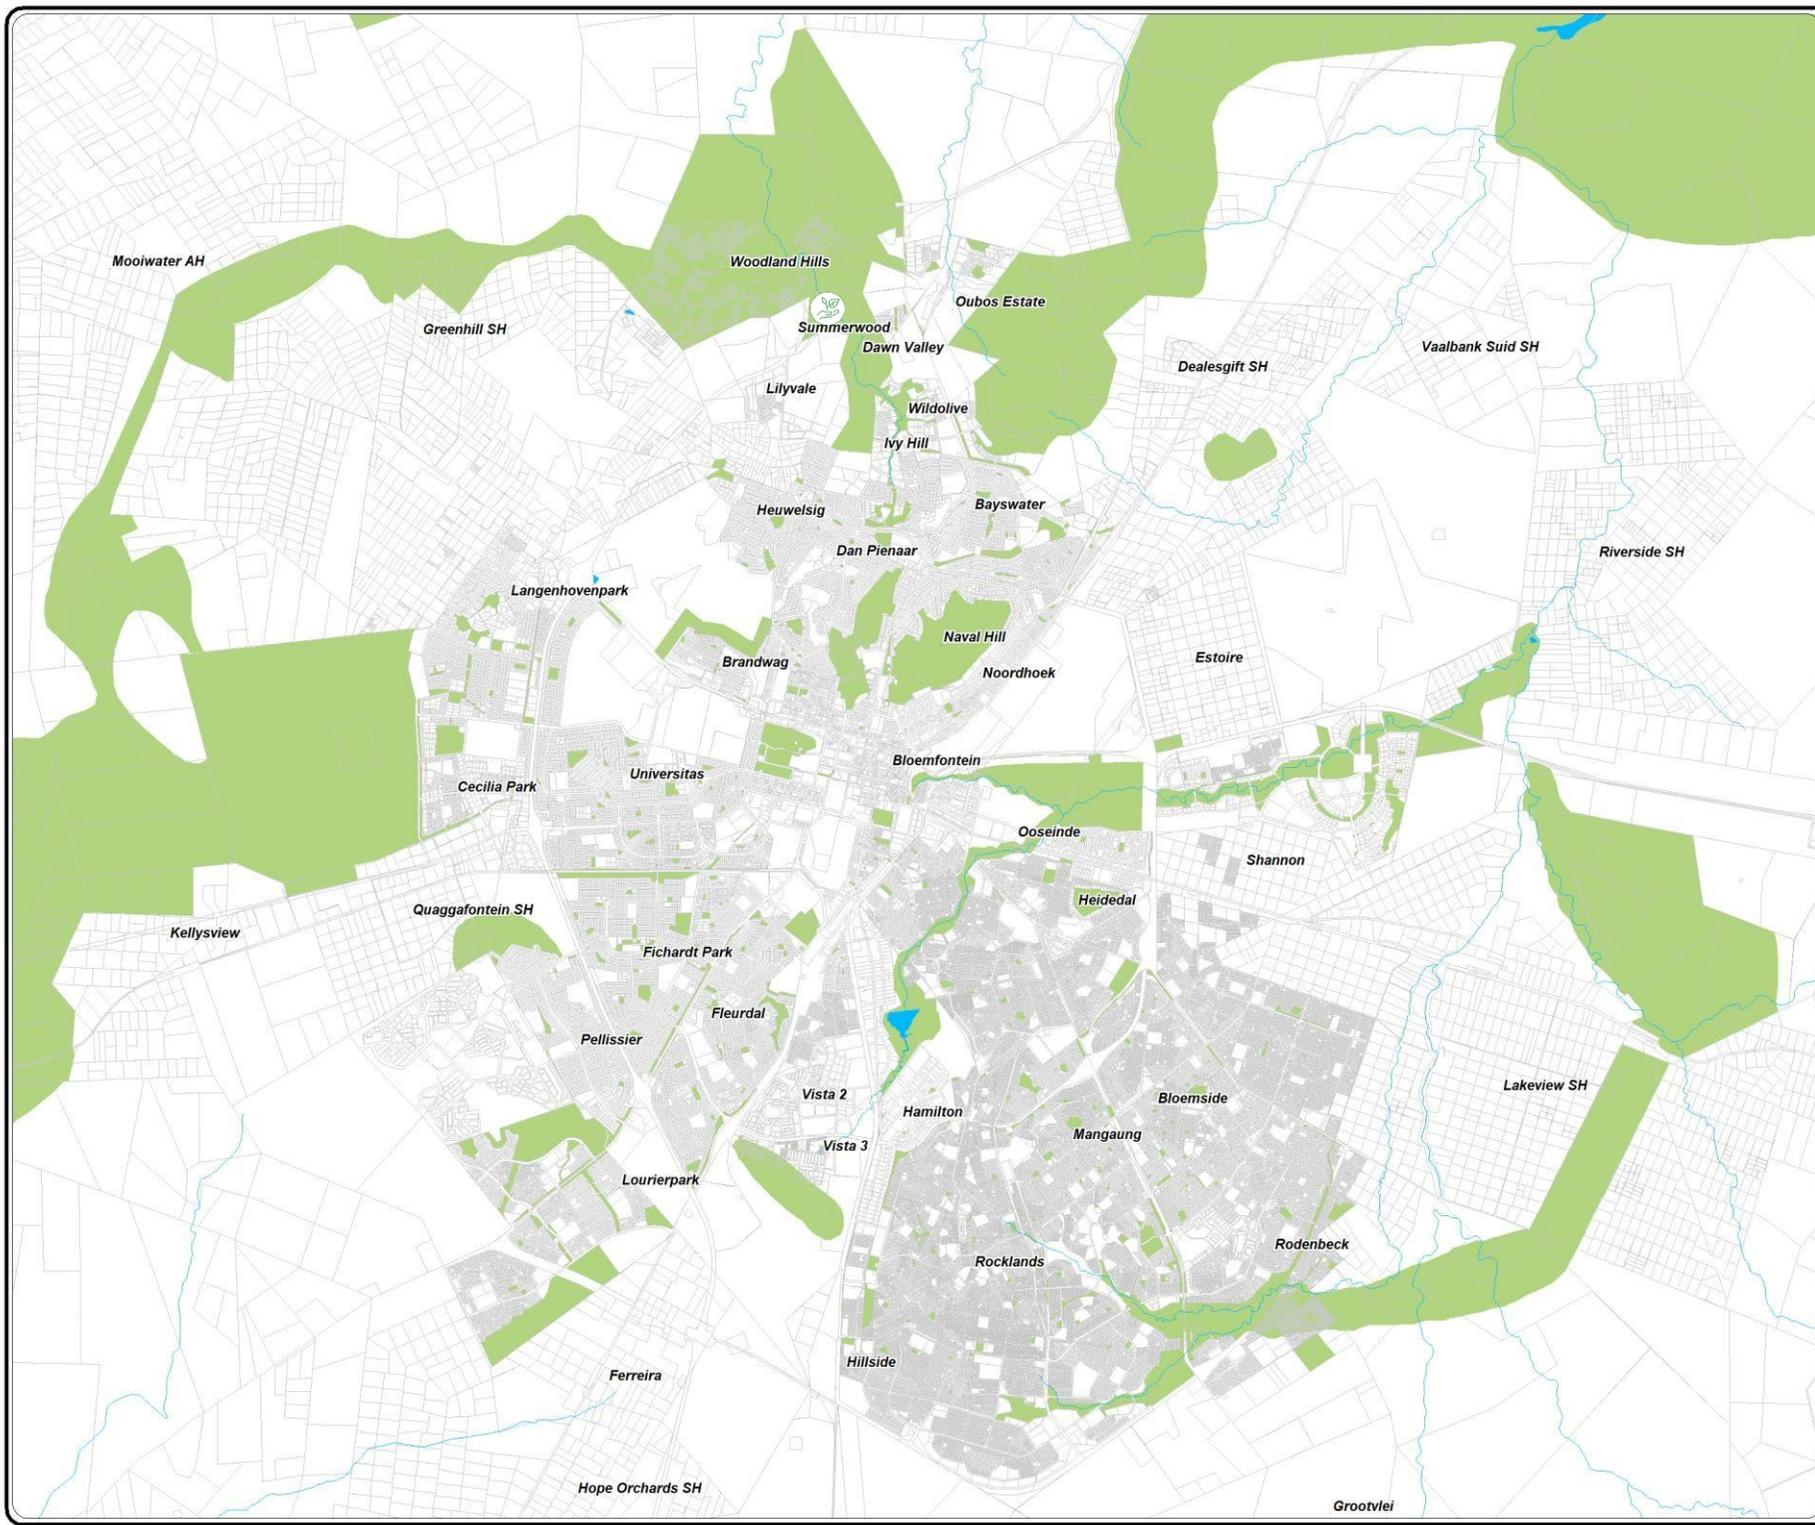 Mooiwater AH
Woodland Hills
Oubos Estate
Greenhill SH
Summerwood
Dawn Valley
Vaalbank Suid SH
Dealesgift SH
Lilyvale
Wildolive
Ivy Hill
Heuwelsig
Bayswater
Dan Pienaar
Riverside SH
Langenhovenpark
Naval Hill
Brandwag
Estoire
Noordhoek
Bloemfontein
Universitas
Cecilia Park
Ooseinde
Shannon
Heidedal
Quaggafontein SH
Kellysview
Fichardt Park
Fleurdal
Pellissier
Lakeview SH
Vista 2
Bloemside
Hamilton
Mangaung
Vista 3
Lourierpark
Rodenbeck
Rocklands
Hillside
Ferreira
Hope Orchards SH
Grootvlei